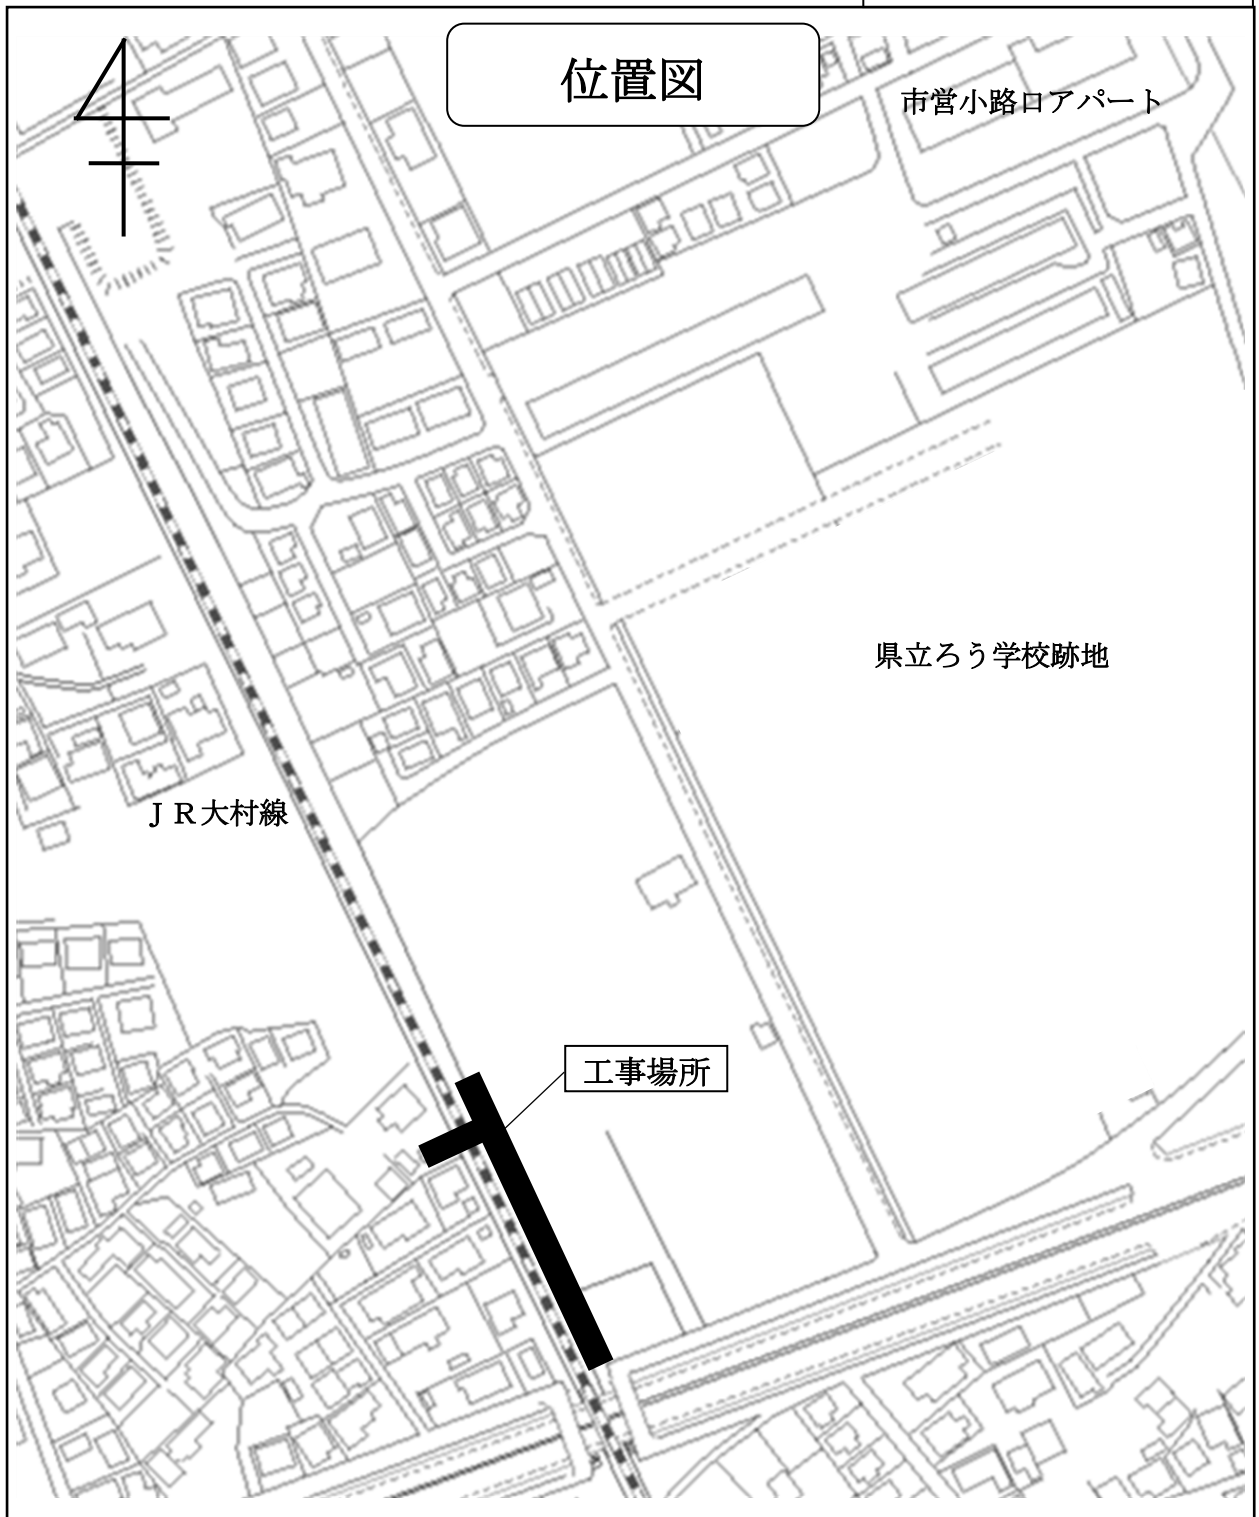 位置図
市営小路口アパート
県立ろう学校跡地
ＪＲ大村線
工事場所